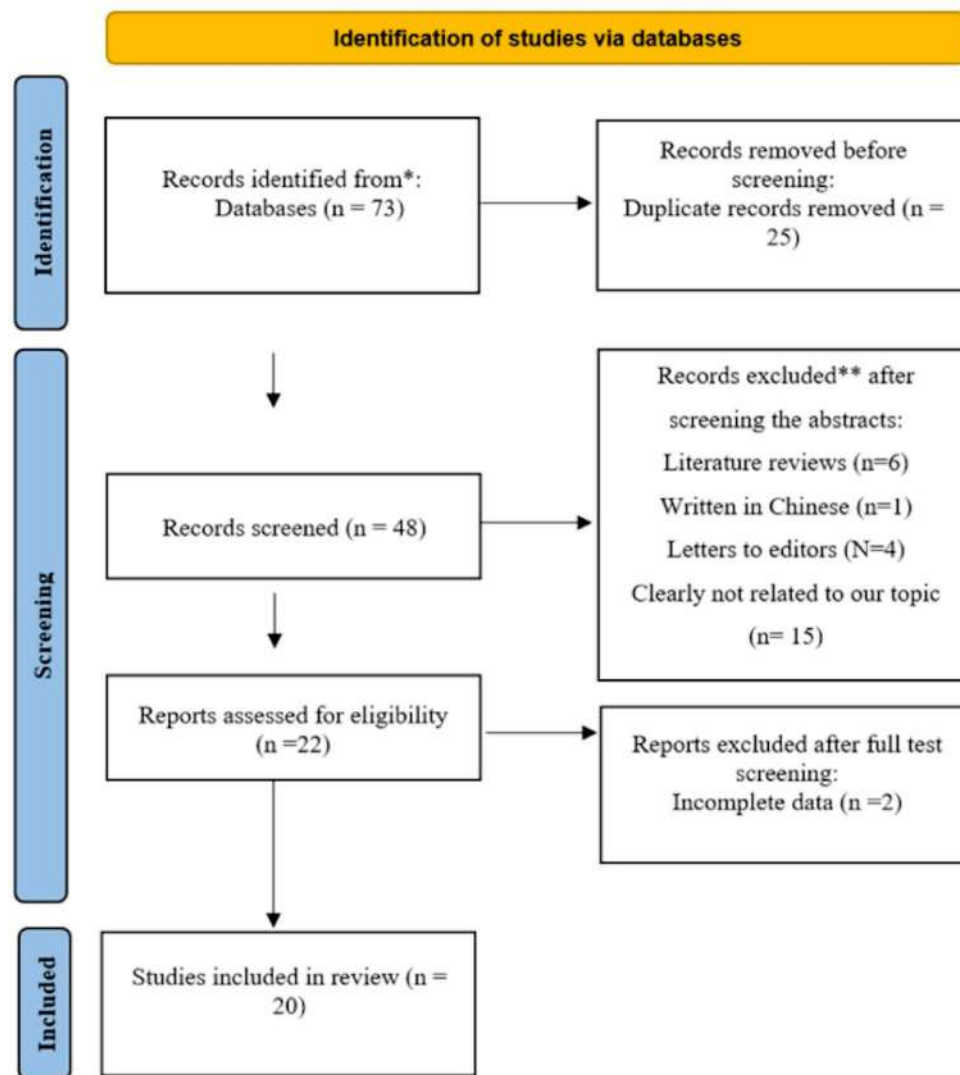 Identification of studies via databases
Identification
Records identified from*:
Databases (n = 73)
Records removed before
screening:
Duplicate records removed (n =
25)
Screening
Records screened (n = 48)
Records excluded** after
screening the abstracts:
Literature reviews (n=6)
Written in Chinese (n=1)
Letters to editors (N=4)
Clearly not related to our topic
(n= 15)
Reports assessed for eligibility
(n =22)
Reports excluded after full test
screening:
Incomplete data (n =2)
Included
Studies included in review (n =
20)